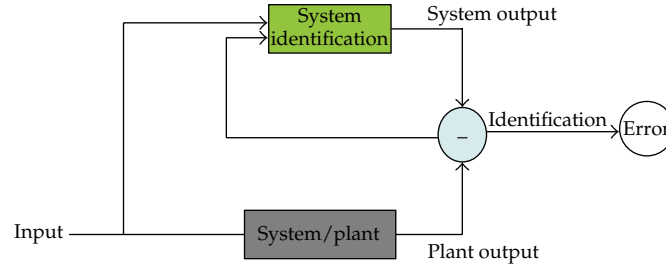 System
identification
System output
–
Identification
Error
Input
System/plant
Plant output